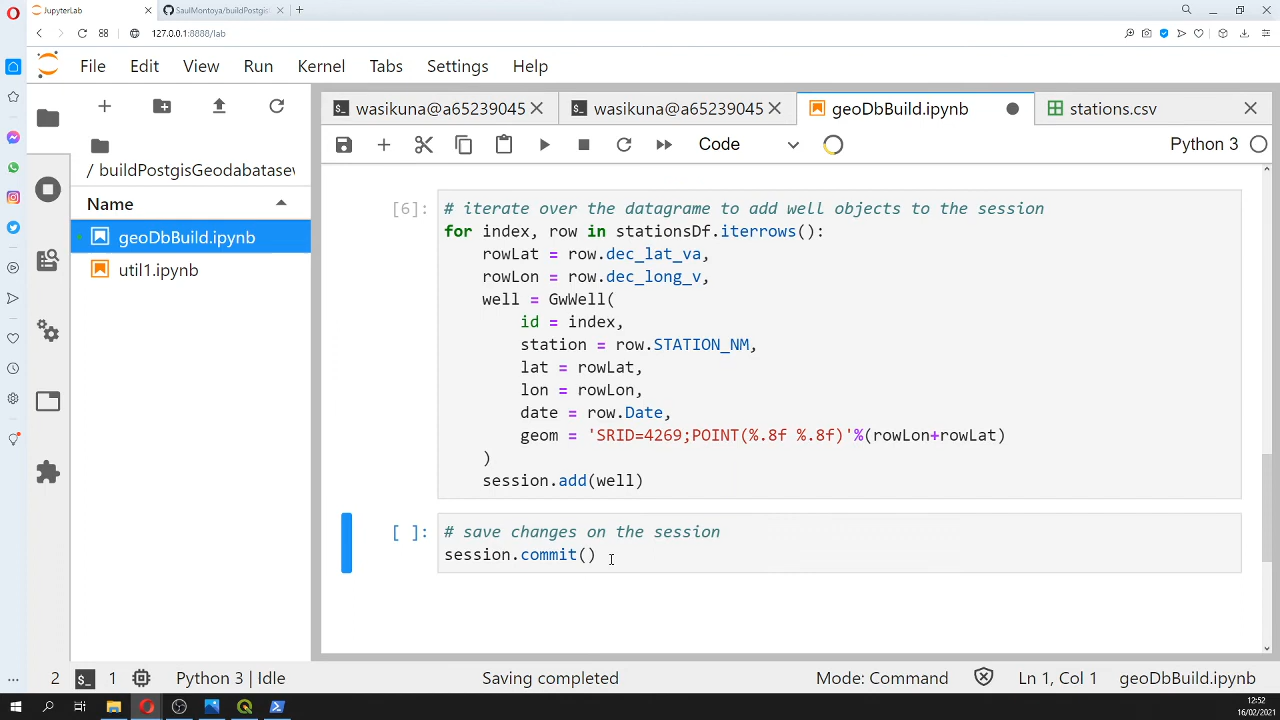 JupyterLab
SaulMontoya/buildPostgis
127.0.0.1:8888/lab
File Edit View Run Kernel Tabs Settings Help
wasikuna@a65239045
wasikuna@a65239045
geoDbBuild.ipynb
stations.csv
Code
Python 3
/ buildPostgisGeodabatasev
Name
geoDbBuild.ipynb
util1.ipynb
[6]:
# iterate over the datagrame to add well objects to the session
for index, row in stationsDf.iterrows():
rowLat = row.dec_lat_va,
rowLon = row.dec_long_v,
well = GwWell(
id = index,
station = row.STATION_NM,
lat = rowLat,
lon = rowLon,
date = row.Date,
geom = 'SRID=4269;POINT(%.8f %.8f)'%(rowLon+rowLat)
)
session.add(well)
[ ]:
# save changes on the session
session.commit()
2
1
Python 3 | Idle
Saving completed
Mode: Command
Ln 1, Col 1
geoDbBuild.ipynb
12:52
16/02/2021